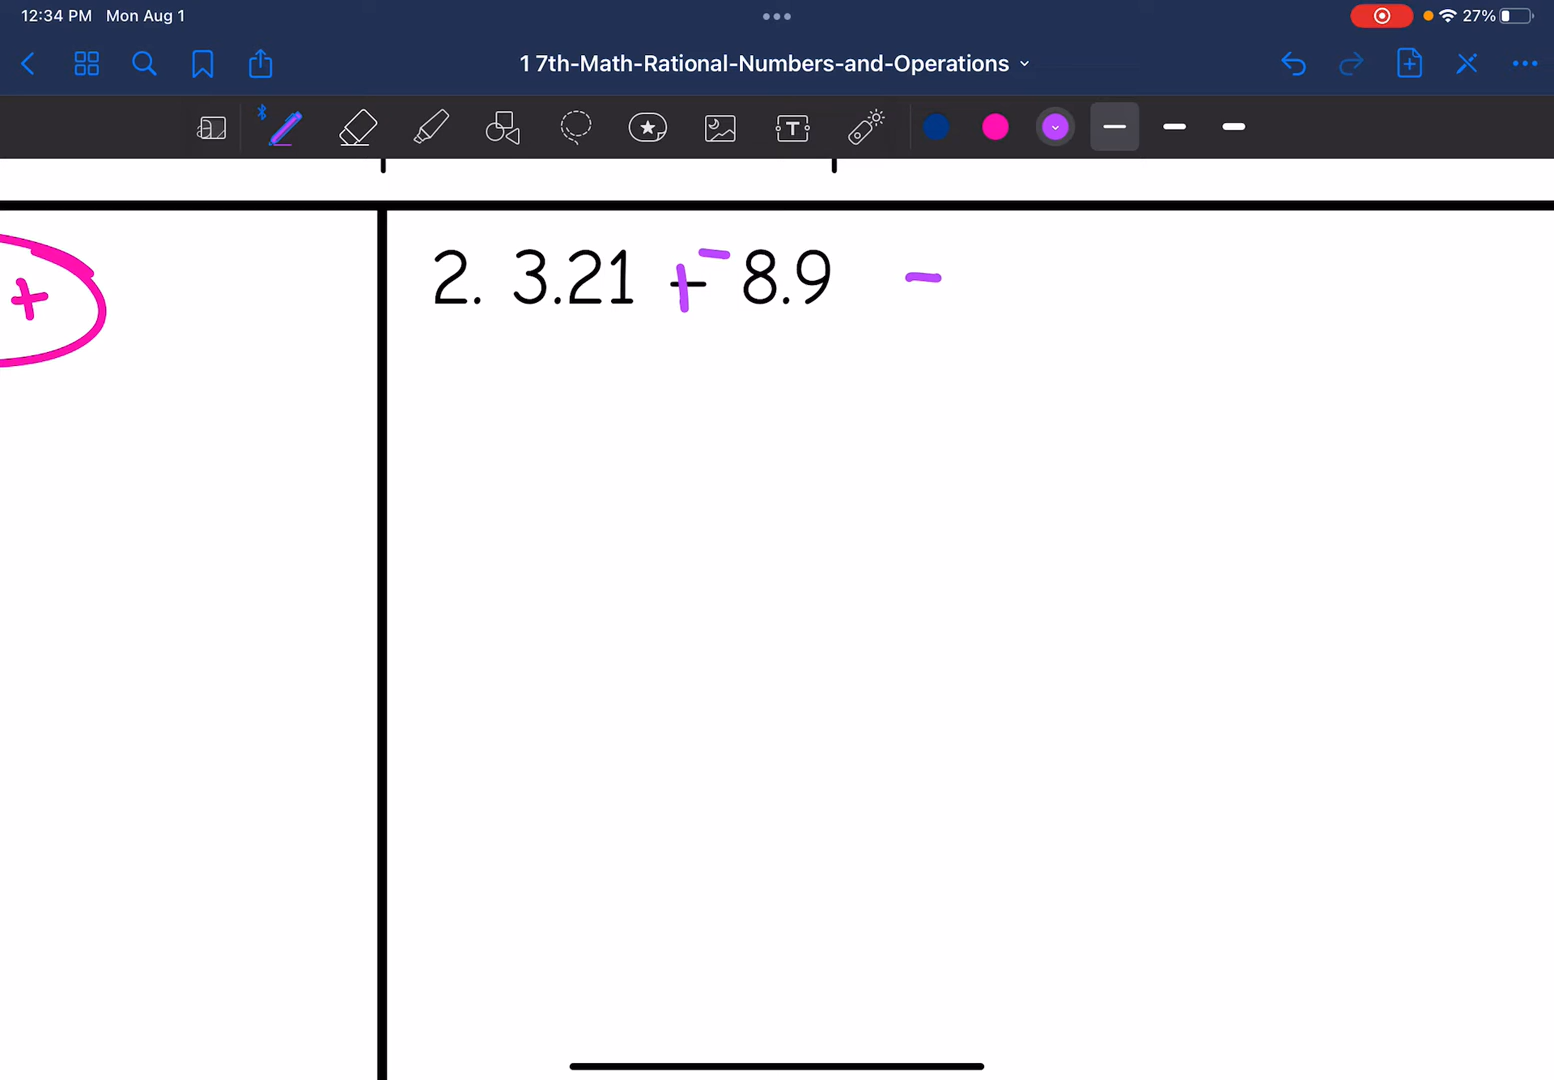 12:34 PM Mon Aug 1
27%
1 7th-Math-Rational-Numbers-and-Operations
T
+
2. 3.21 + -8.9 -